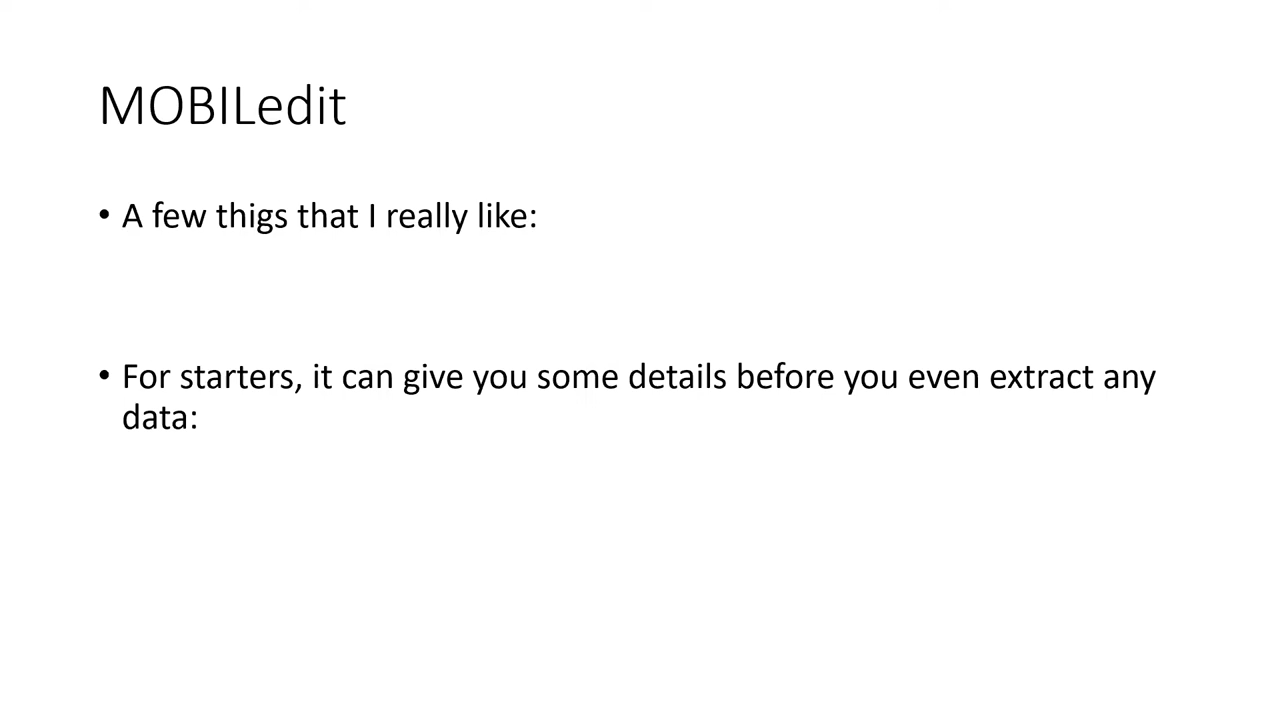 MOBILedit
• A few thigs that I really like:
• For starters, it can give you some details before you even extract any
data: